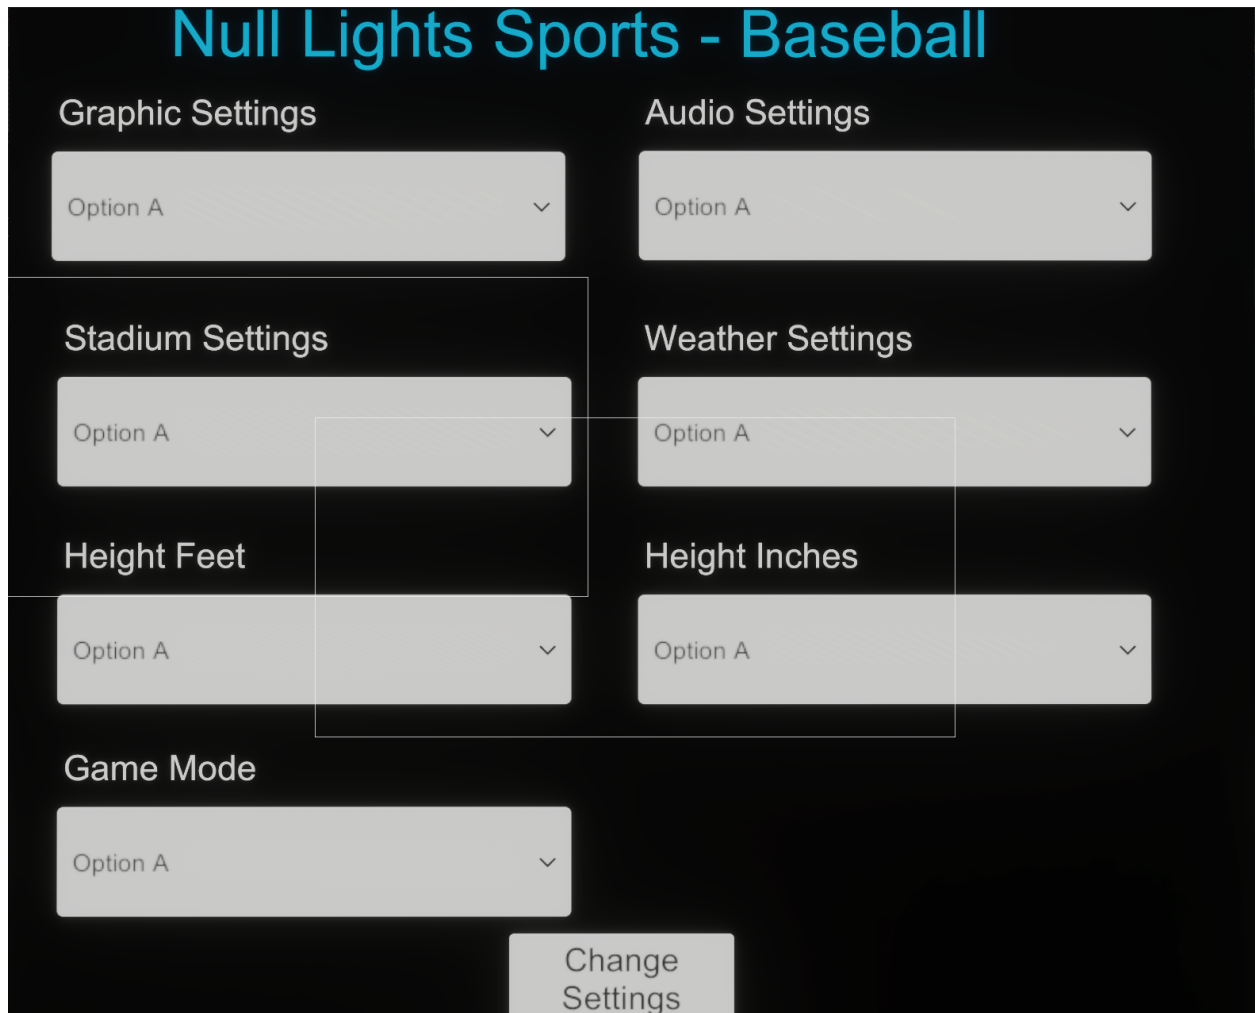 Null Lights Sports - Baseball
Graphic Settings
Audio Settings
Option A
Option A
Stadium Settings
Weather Settings
Option A
Option A
Height Feet
Height Inches
Option A
Option A
Game Mode
Option A
Change
Settings